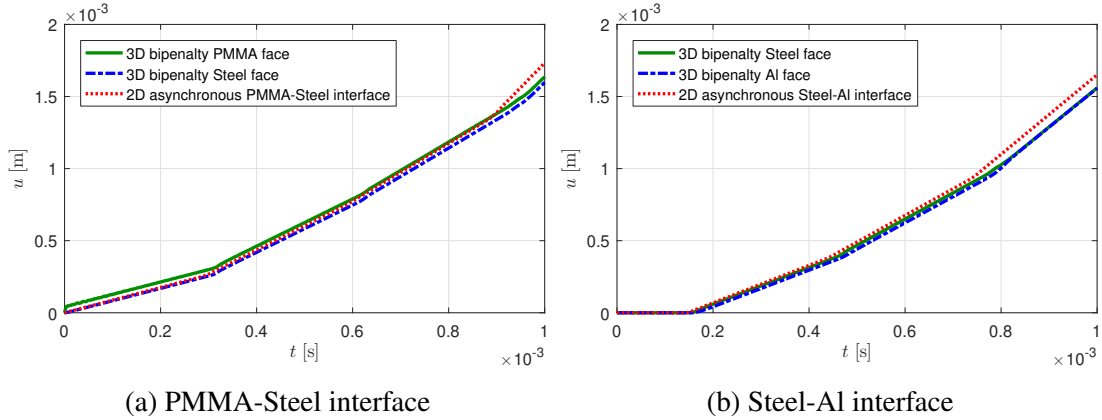 ×10⁻³
2
1.5
1
0.5
0
u [m]
3D bipenalty PMMA face
3D bipenalty Steel face
2D asynchronous PMMA-Steel interface
0 0.2 0.4 0.6 0.8 1
t [s]
×10⁻³
(a) PMMA-Steel interface
×10⁻³
2
1.5
1
0.5
0
u [m]
3D bipenalty Steel face
3D bipenalty Al face
2D asynchronous Steel-Al interface
0 0.2 0.4 0.6 0.8 1
t [s]
×10⁻³
(b) Steel-Al interface